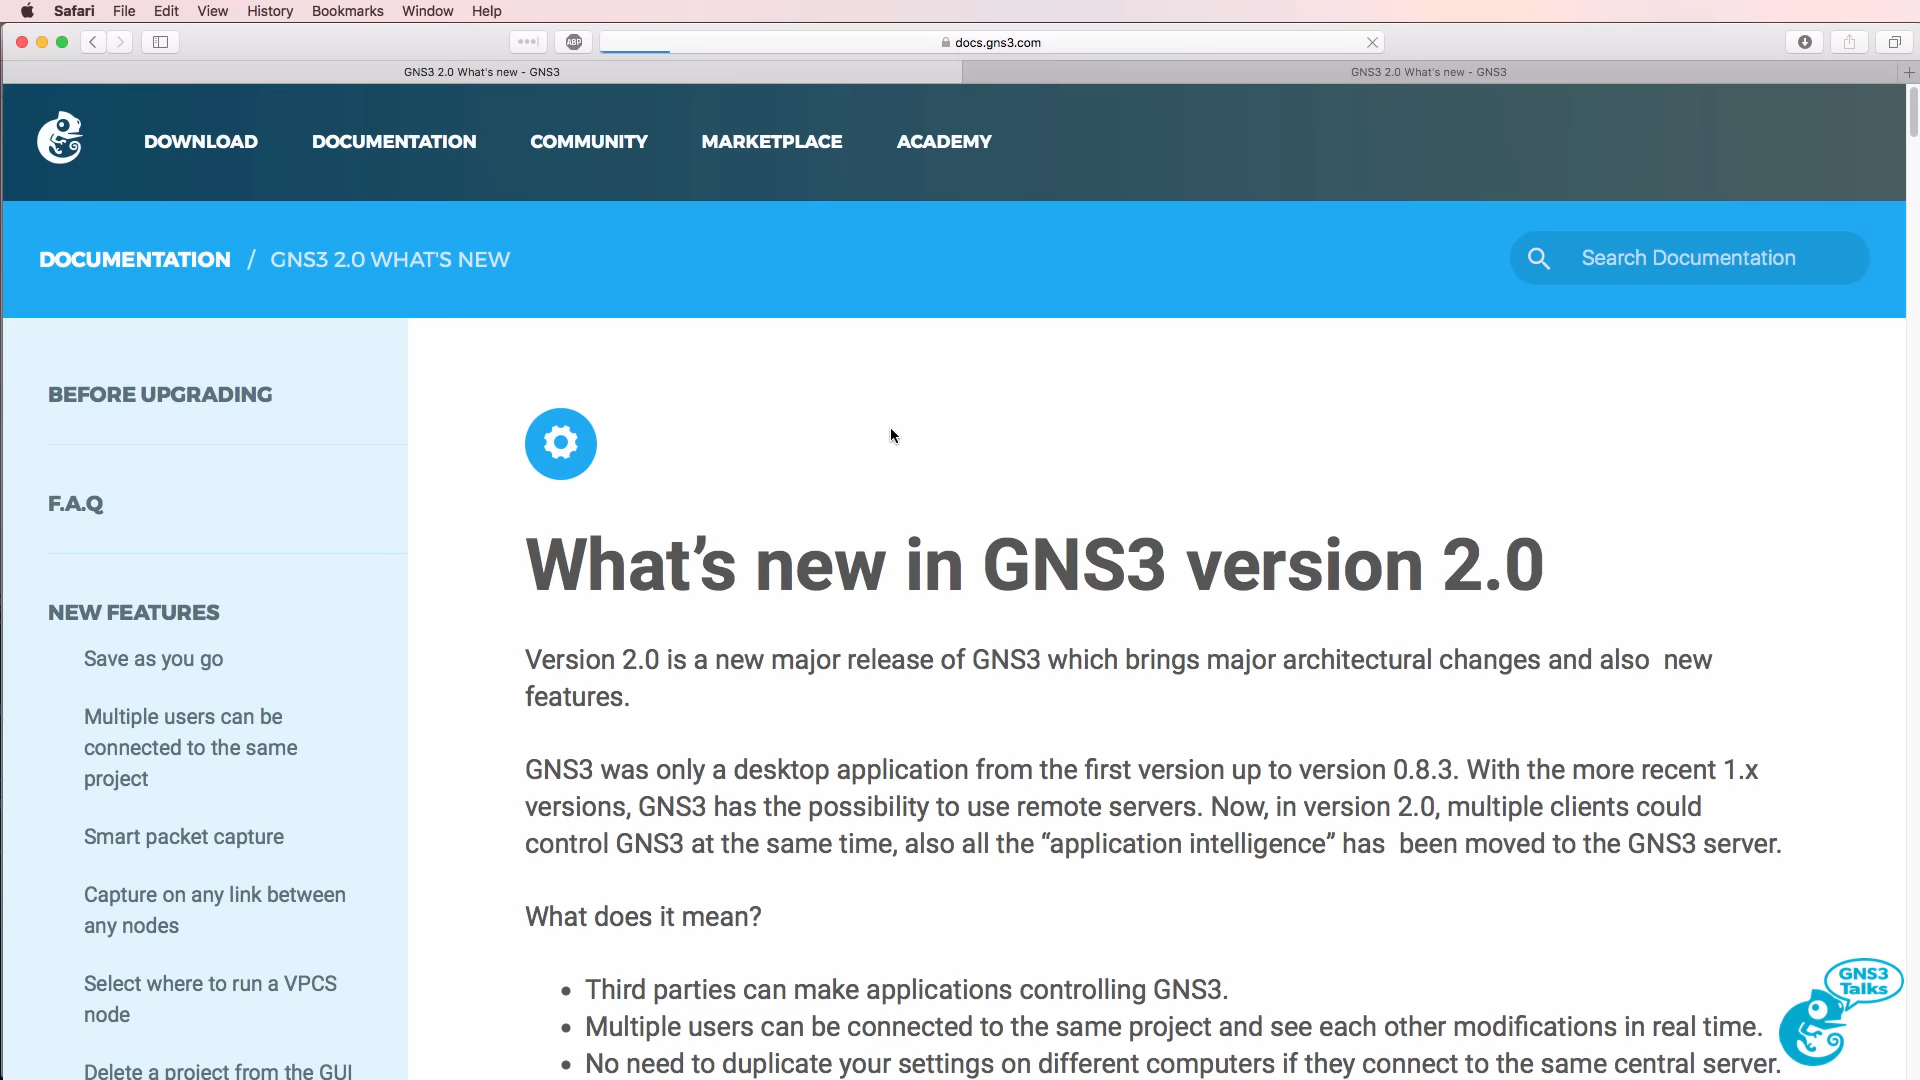 Safari File Edit View History Bookmarks Window Help
ABP
docs.gns3.com
GNS3 2.0 What's new - GNS3
GNS3 2.0 What's new - GNS3
DOWNLOAD DOCUMENTATION COMMUNITY MARKETPLACE ACADEMY
DOCUMENTATION / GNS3 2.0 WHAT'S NEW
Search Documentation
BEFORE UPGRADING
F.A.Q
NEW FEATURES
Save as you go
Multiple users can be
connected to the same
project
Smart packet capture
Capture on any link between
any nodes
Select where to run a VPCS
node
Delete a project from the GUI
What’s new in GNS3 version 2.0
Version 2.0 is a new major release of GNS3 which brings major architectural changes and also new
features.
GNS3 was only a desktop application from the first version up to version 0.8.3. With the more recent 1.x
versions, GNS3 has the possibility to use remote servers. Now, in version 2.0, multiple clients could
control GNS3 at the same time, also all the “application intelligence” has been moved to the GNS3 server.
What does it mean?
• Third parties can make applications controlling GNS3.
• Multiple users can be connected to the same project and see each other modifications in real time.
• No need to duplicate your settings on different computers if they connect to the same central server.
GNS3
Talks